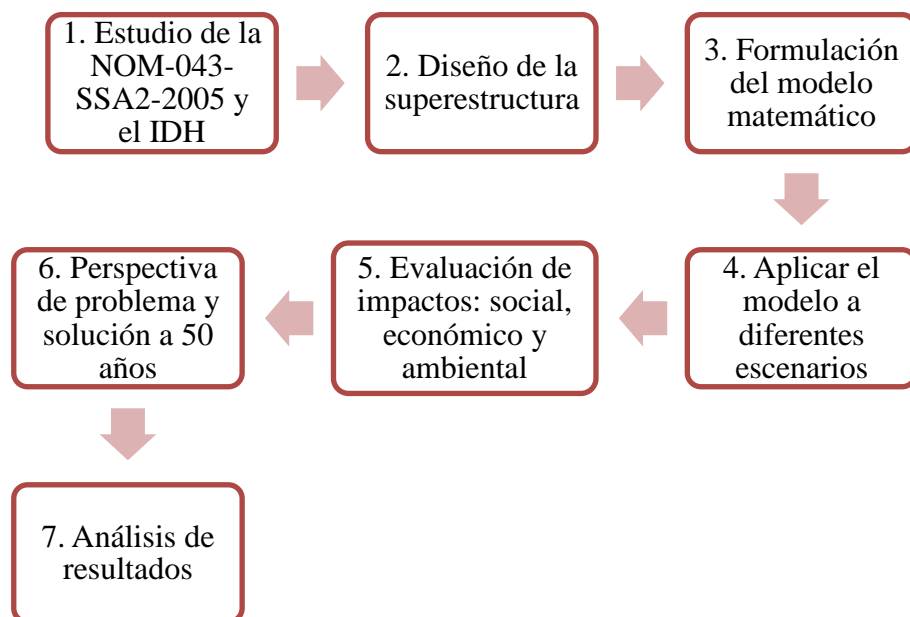 1. Estudio de la
NOM-043-
SSA2-2005 y
el IDH
2. Diseño de la
superestructura
3. Formulación
del modelo
matemático
4. Aplicar el
modelo a
diferentes
escenarios
5. Evaluación de
impactos: social,
económico y
ambiental
6. Perspectiva
de problema y
solución a 50
años
7. Análisis de
resultados